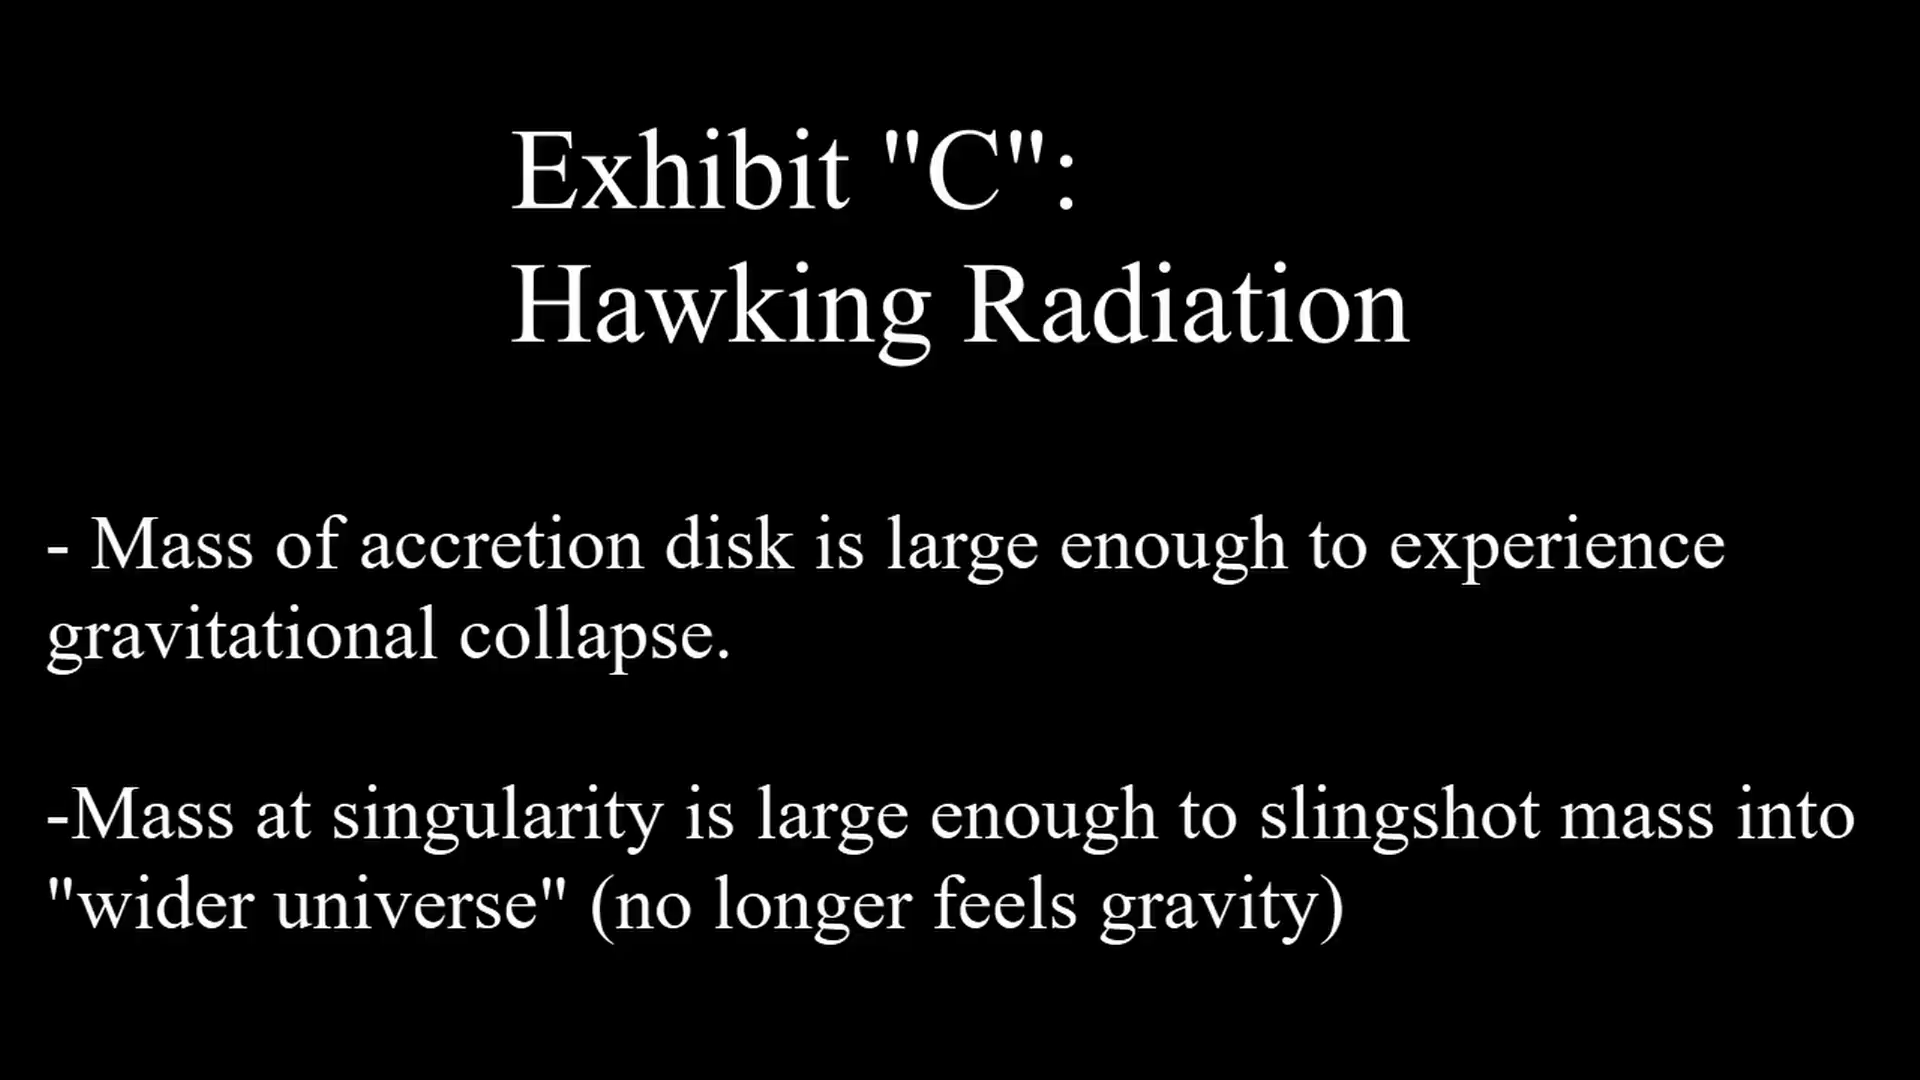 Exhibit "C":
Hawking Radiation
- Mass of accretion disk is large enough to experience
gravitational collapse.
-Mass at singularity is large enough to slingshot mass into
"wider universe" (no longer feels gravity)